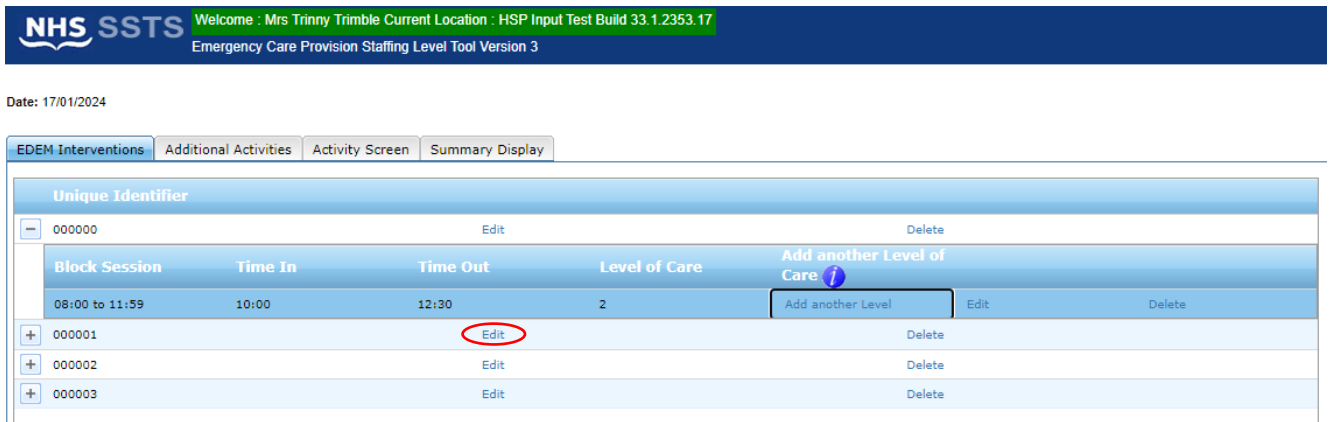 NHS SSTS Welcome : Mrs Trinny Trimble Current Location : HSP Input Test Build 33.1.2353.17
Emergency Care Provision Staffing Level Tool Version 3
Date: 17/01/2024
EDEM Interventions Additional Activities Activity Screen Summary Display
Unique Identifier
- 000000 Edit Delete
Block Session Time In Time Out Level of Care Add another Level of
Care i
08:00 to 11:59 10:00 12:30 2 Add another Level Edit Delete
+ 000001 Edit Delete
+ 000002 Edit Delete
+ 000003 Edit Delete